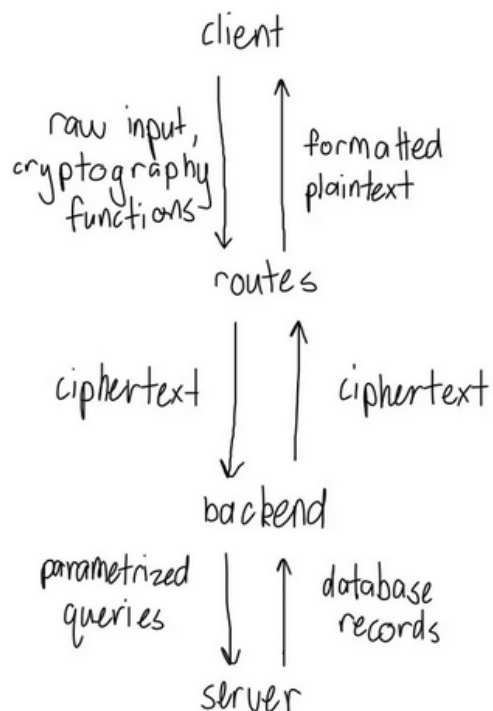 client
raw input,
cryptography
functions
formatted
plaintext
routes
ciphertext
ciphertext
backend
parametrized
queries
database
records
server